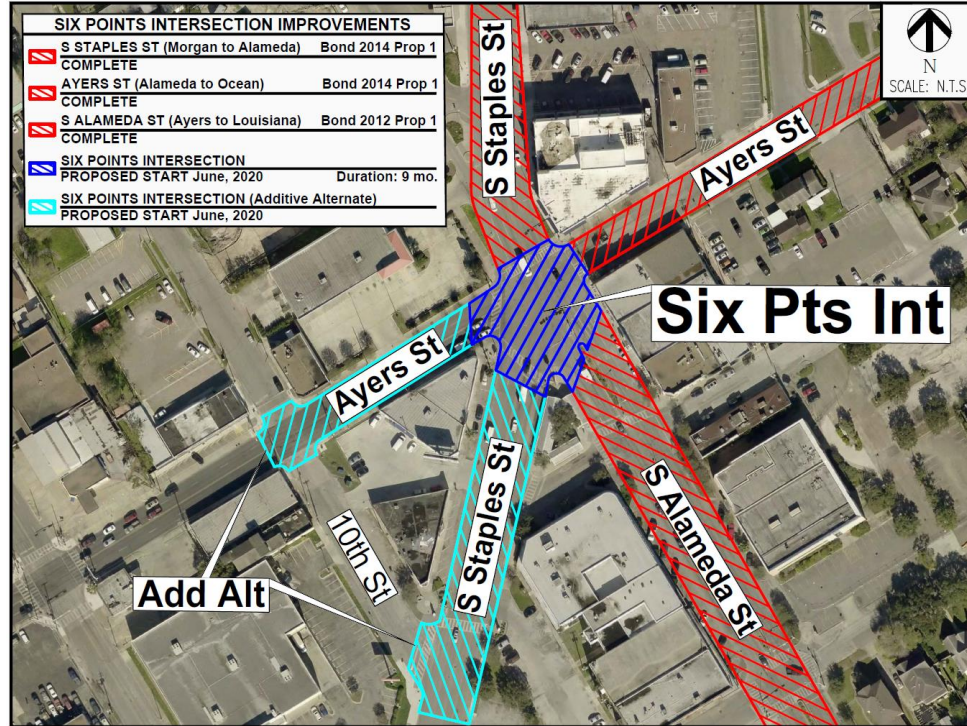 SIX POINTS INTERSECTION IMPROVEMENTS
S STAPLES ST (Morgan to Alameda) Bond 2014 Prop 1
COMPLETE
AYERS ST (Alameda to Ocean) Bond 2014 Prop 1
COMPLETE
S ALAMEDA ST (Ayers to Louisiana) Bond 2012 Prop 1
COMPLETE
SIX POINTS INTERSECTION
PROPOSED START June, 2020 Duration: 9 mo.
SIX POINTS INTERSECTION (Additive Alternate)
PROPOSED START June, 2020
N
SCALE: N.T.S
S Staples St
Ayers St
Six Pts Int
Ayers St
S Staples St
S Alameda St
10th St
Add Alt